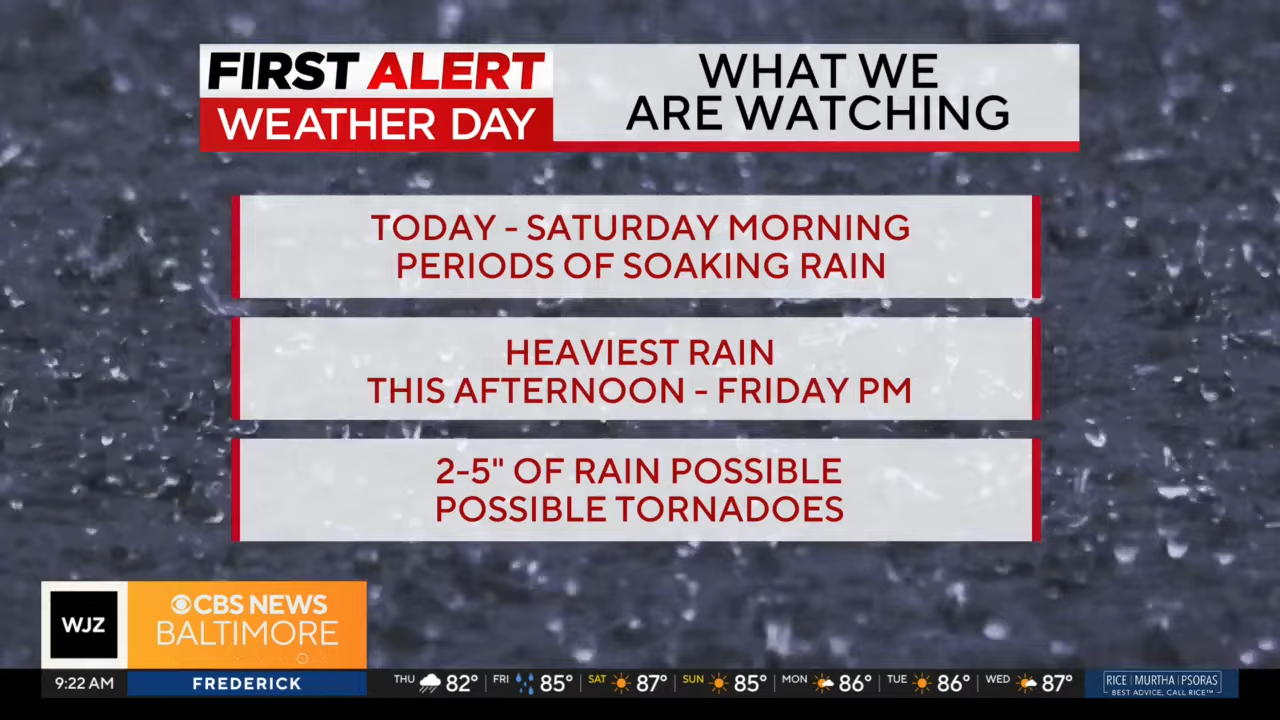 FIRST ALERT
WEATHER DAY
WHAT WE
ARE WATCHING
TODAY - SATURDAY MORNING
PERIODS OF SOAKING RAIN
HEAVIEST RAIN
THIS AFTERNOON - FRIDAY PM
2-5" OF RAIN POSSIBLE
POSSIBLE TORNADOES
WJZ
CBS NEWS
BALTIMORE
9:22 AM
FREDERICK
THU 82° FRI 85° SAT 87° SUN 85° MON 86° TUE 86° WED 87°
RICE | MURTHA | PSORAS
BEST ADVICE, CALL RICE™